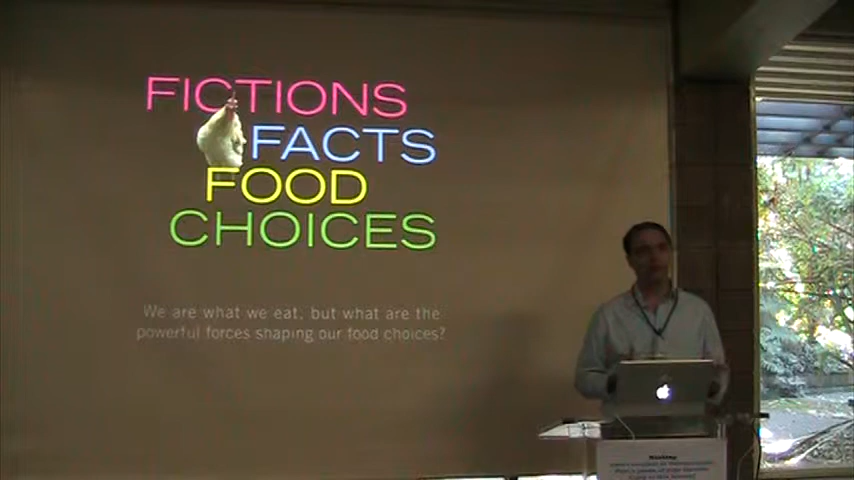 FICTIONS
FACTS
FOOD
CHOICES
We are what we eat, but what are the
powerful forces shaping our food choices?